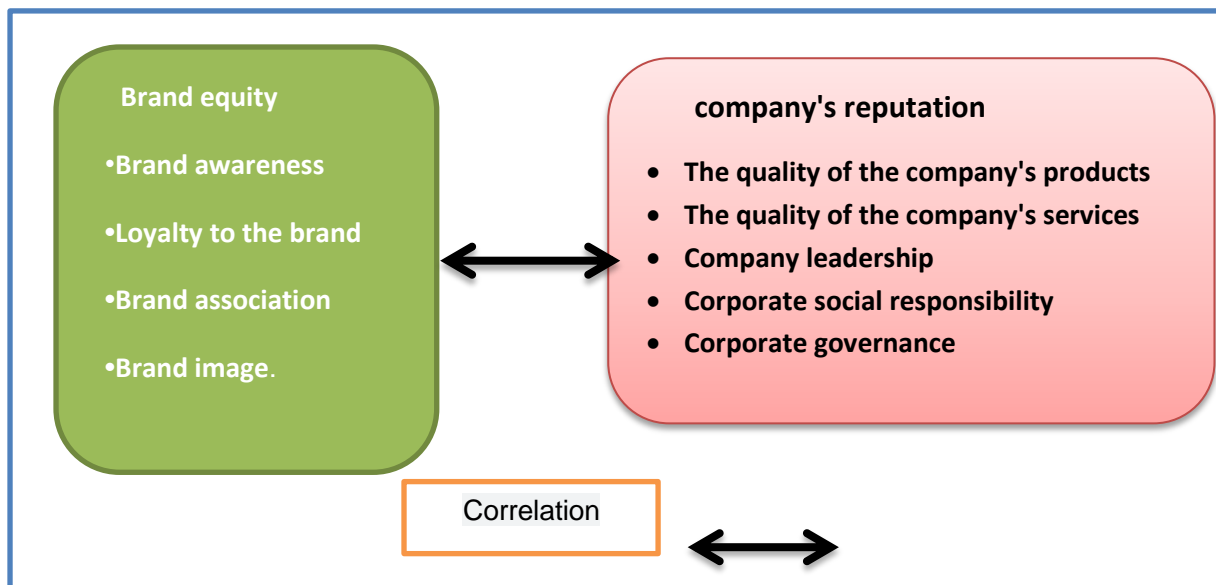 Brand equity
•Brand awareness
•Loyalty to the brand
•Brand association
•Brand image.
company's reputation
• The quality of the company's products
• The quality of the company's services
• Company leadership
• Corporate social responsibility
• Corporate governance
Correlation